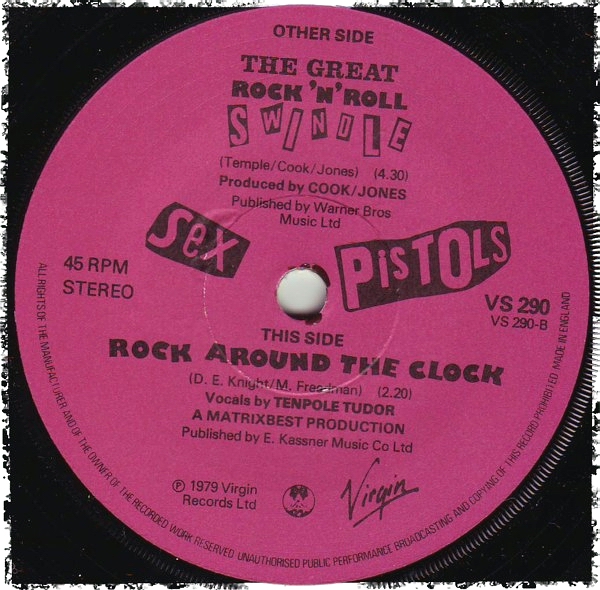 OTHER SIDE
THE GREAT
ROCK 'N' ROLL
SWINDLE
(Temple/Cook/Jones) (4.30)
Produced by COOK/JONES
Published by Warner Bros
Music Ltd
SeX
PiSTOLS
45 RPM
STEREO
VS 290
VS 290-B
THIS SIDE
ROCK AROUND THE CLOCK
(D. E. Knight/M. Freedman) (2.20)
Vocals by TENPOLE TUDOR
A MATRIXBEST PRODUCTION
Published by E. Kassner Music Co Ltd
℗ 1979 Virgin
Records Ltd
Virgin
ALL RIGHTS OF THE MANUFACTURER AND OF THE OWNER OF THE RECORDED WORK RESERVED UNAUTHORISED PUBLIC PERFORMANCE BROADCASTING AND COPYING OF THIS RECORD PROHIBITED MADE IN ENGLAND